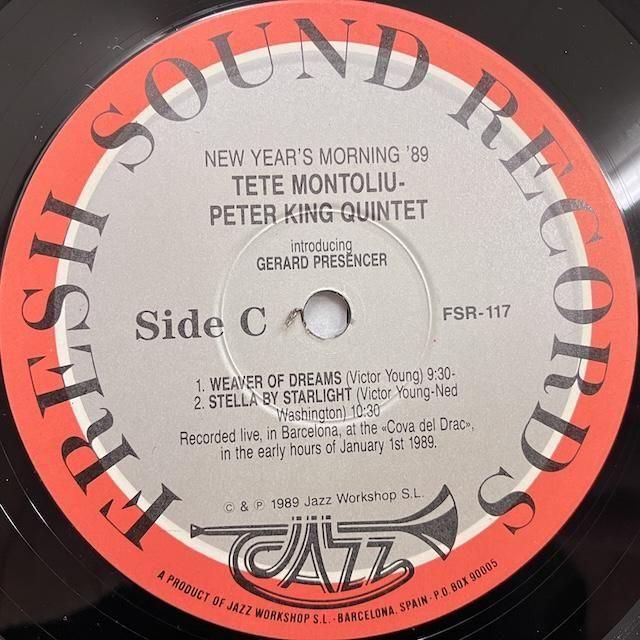 FRESH SOUND RECORDS
NEW YEAR'S MORNING '89
TETE MONTOLIU-
PETER KING QUINTET
introducing
GERARD PRESENCER
Side C
FSR-117
1. WEAVER OF DREAMS (Victor Young) 9:30-
2. STELLA BY STARLIGHT (Victor Young-Ned
Washington) 10:30
Recorded live, in Barcelona, at the «Cova del Drac»,
in the early hours of January 1st 1989.
© & ℗ 1989 Jazz Workshop S.L.
JAZZ
A PRODUCT OF JAZZ WORKSHOP S.L. - BARCELONA. SPAIN - P.O. BOX 90005